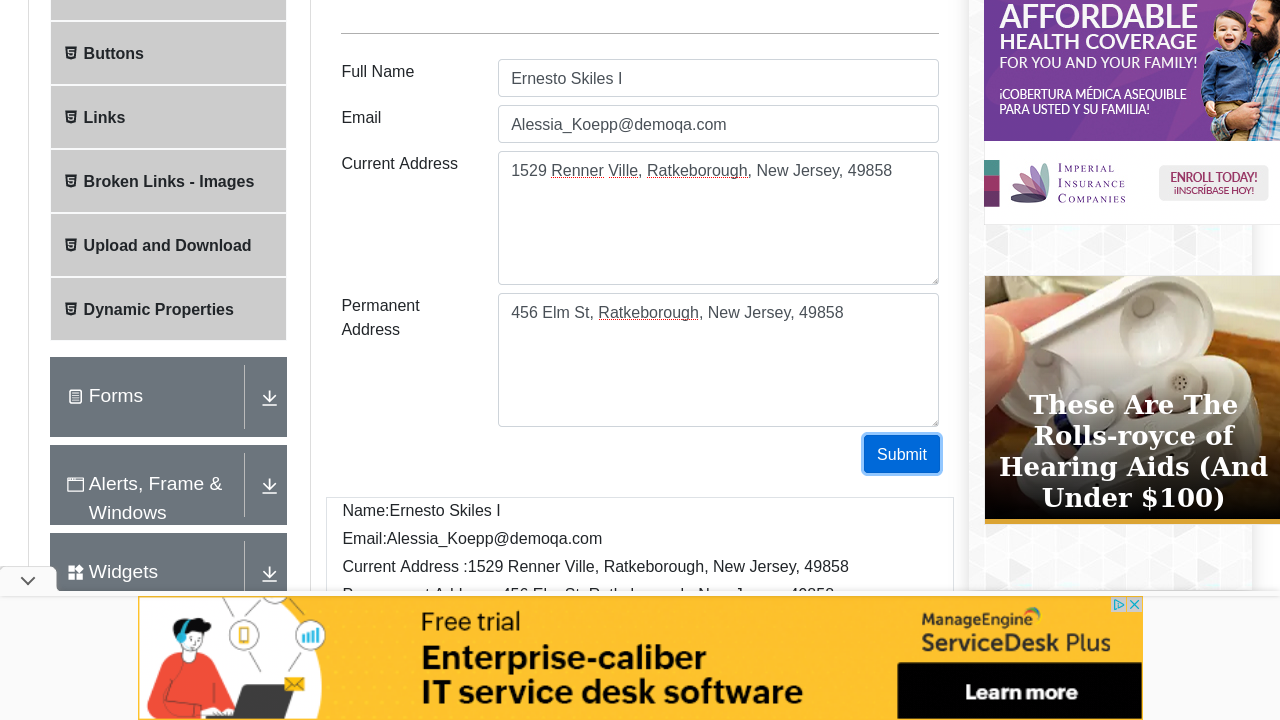 Buttons
Links
Broken Links - Images
Upload and Download
Dynamic Properties
Forms
Alerts, Frame &
Windows
Widgets
Full Name
Ernesto Skiles I
Email
Alessia_Koepp@demoqa.com
Current Address
1529 Renner Ville, Ratkeborough, New Jersey, 49858
Permanent
Address
456 Elm St, Ratkeborough, New Jersey, 49858
Submit
Name:Ernesto Skiles I
Email:Alessia_Koepp@demoqa.com
Current Address :1529 Renner Ville, Ratkeborough, New Jersey, 49858
AFFORDABLE
HEALTH COVERAGE
FOR YOU AND YOUR FAMILY!
¡COBERTURA MÉDICA ASEQUIBLE
PARA USTED Y SU FAMILIA!
IMPERIAL
INSURANCE
COMPANIES
ENROLL TODAY!
¡INSCRÍBASE HOY!
These Are The
Rolls-royce of
Hearing Aids (And
Under $100)
Free trial
Enterprise-caliber
IT service desk software
ManageEngine
ServiceDesk Plus
Learn more